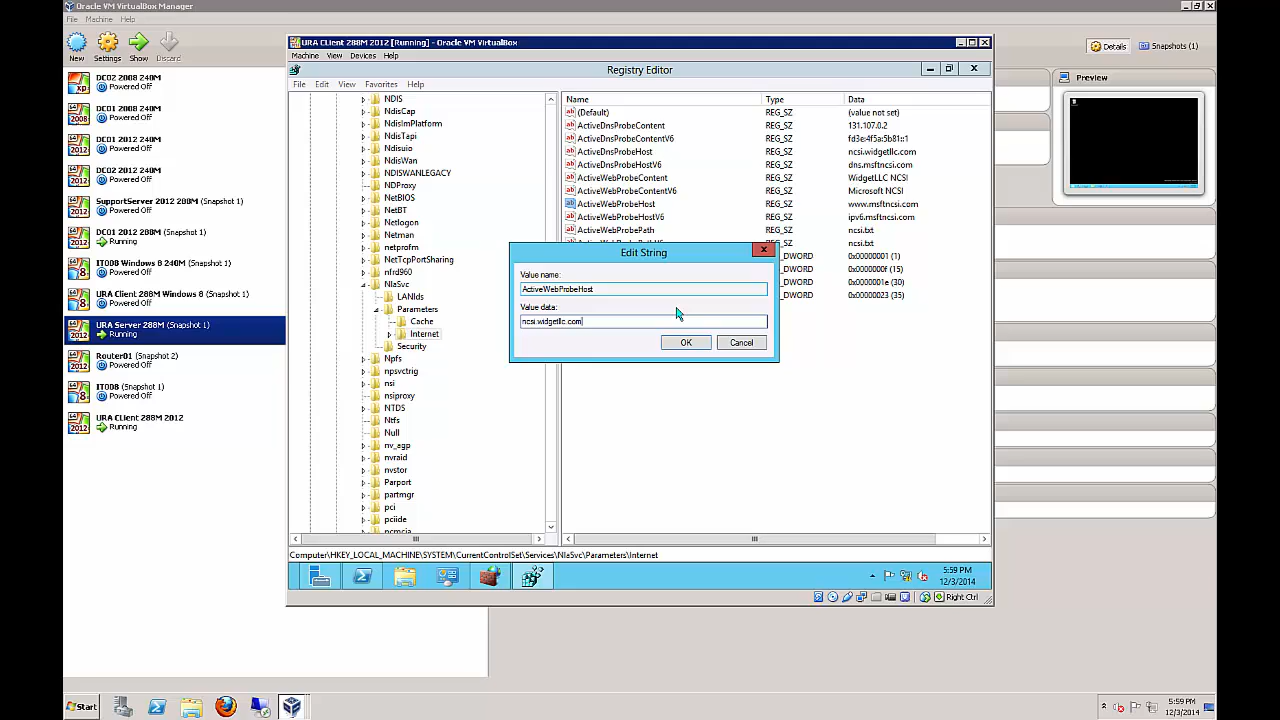 Oracle VM VirtualBox Manager
File Machine Help
New Settings Show Discard
Details Snapshots (1)
DC02 2008 240M
Powered Off
DC01 2008 240M
Powered Off
DC01 2012 240M
Powered Off
DC02 2012 240M
Powered Off
SupportServer 2012 288M (Snapshot 1)
Powered Off
DC01 2012 288M (Snapshot 1)
Running
IT008 Windows 8 240M (Snapshot 1)
Powered Off
URA Client 288M Windows 8 (Snapshot 1)
Powered Off
URA Server 288M (Snapshot 1)
Running
Router01 (Snapshot 2)
Powered Off
IT008 (Snapshot 1)
Powered Off
URA CLient 288M 2012
Running
Preview
URA CLient 288M 2012 [Running] - Oracle VM VirtualBox
Machine View Devices Help
Registry Editor
File Edit View Favorites Help
NDIS
NdisCap
NdisImPlatform
NdisTapi
Ndisuio
NdisWan
NDISWANLEGACY
NDProxy
NetBIOS
NetBT
Netlogon
Netman
netprofm
NetTcpPortSharing
nfrd960
NlaSvc
LANIds
Parameters
Cache
Internet
Security
Npfs
npsvctrig
nsi
nsiproxy
NTDS
Ntfs
Null
nv_agp
nvraid
nvstor
Parport
partmgr
pci
pciide
pcmcia
Name Type Data
(Default) REG_SZ (value not set)
ActiveDnsProbeContent REG_SZ 131.107.0.2
ActiveDnsProbeContentV6 REG_SZ fd3e:4f5a:5b81::1
ActiveDnsProbeHost REG_SZ ncsi.widgetllc.com
ActiveDnsProbeHostV6 REG_SZ dns.msftncsi.com
ActiveWebProbeContent REG_SZ WidgetLLC NCSI
ActiveWebProbeContentV6 REG_SZ Microsoft NCSI
ActiveWebProbeHost REG_SZ www.msftncsi.com
ActiveWebProbeHostV6 REG_SZ ipv6.msftncsi.com
ActiveWebProbePath REG_SZ ncsi.txt
ActiveWebProbePathV6 REG_SZ ncsi.txt
_DWORD 0x00000001 (1)
_DWORD 0x0000000f (15)
_DWORD 0x0000001e (30)
_DWORD 0x00000023 (35)
Edit String
Value name:
ActiveWebProbeHost
Value data:
ncsi.widgetllc.com
OK Cancel
Computer\HKEY_LOCAL_MACHINE\SYSTEM\CurrentControlSet\Services\NlaSvc\Parameters\Internet
5:59 PM
12/3/2014
Right Ctrl
Start
5:59 PM
12/3/2014